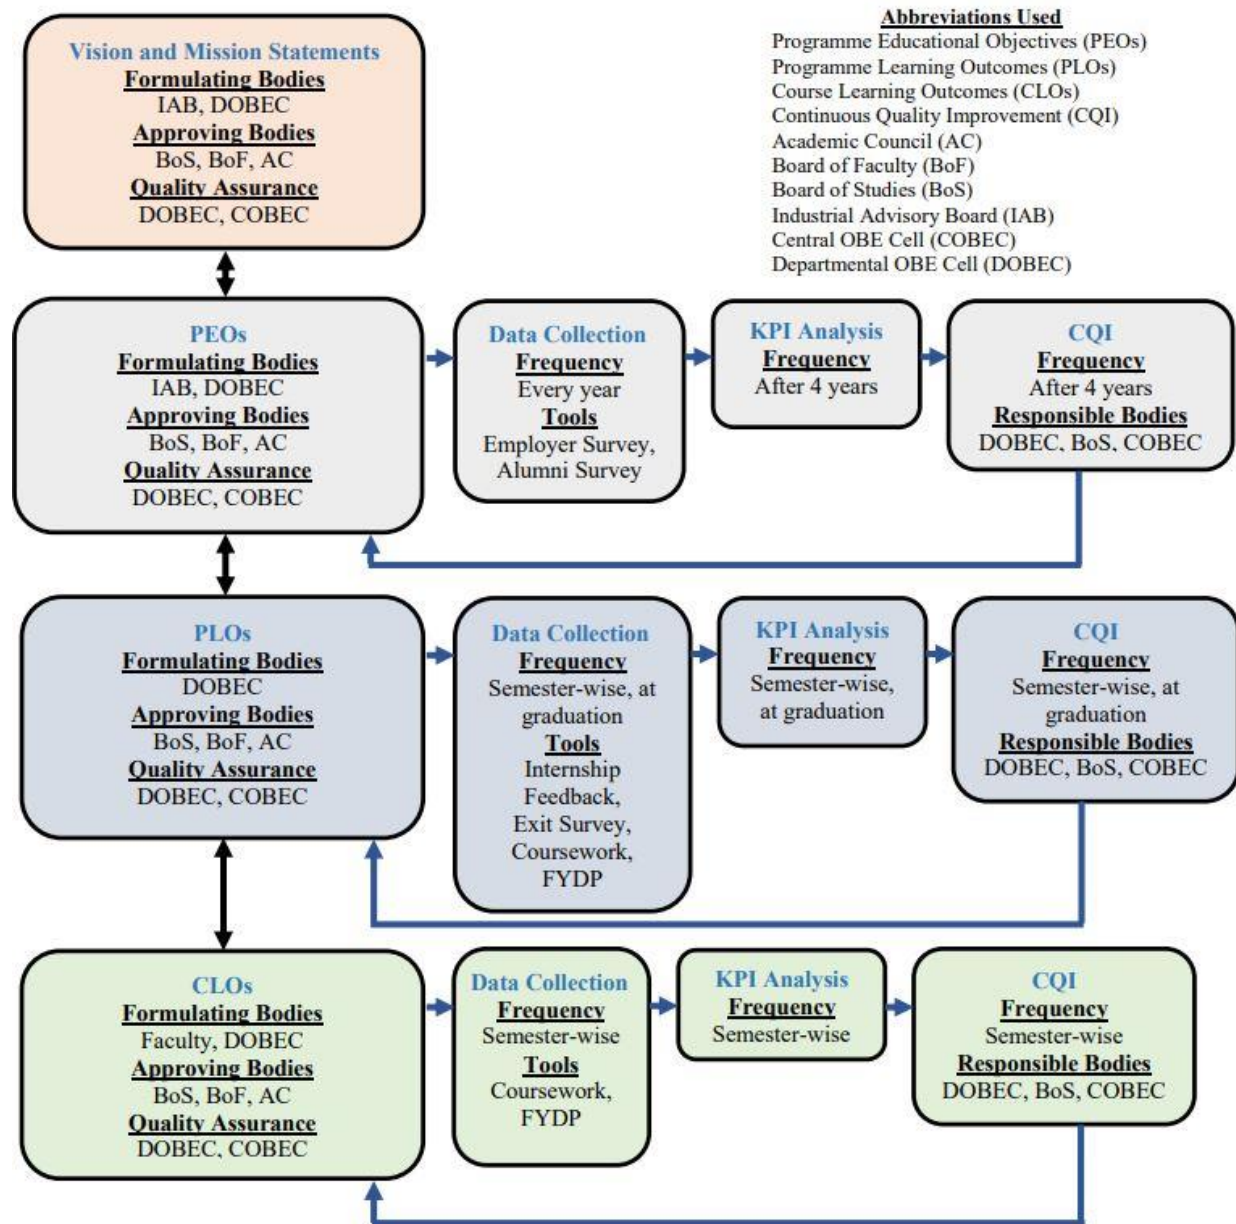 Vision and Mission Statements
Formulating Bodies
IAB, DOBEC
Approving Bodies
BoS, BoF, AC
Quality Assurance
DOBEC, COBEC
Abbreviations Used
Programme Educational Objectives (PEOs)
Programme Learning Outcomes (PLOs)
Course Learning Outcomes (CLOs)
Continuous Quality Improvement (CQI)
Academic Council (AC)
Board of Faculty (BoF)
Board of Studies (BoS)
Industrial Advisory Board (IAB)
Central OBE Cell (COBEC)
Departmental OBE Cell (DOBEC)
PEOs
Formulating Bodies
IAB, DOBEC
Approving Bodies
BoS, BoF, AC
Quality Assurance
DOBEC, COBEC
Data Collection
Frequency
Every year
Tools
Employer Survey,
Alumni Survey
KPI Analysis
Frequency
After 4 years
CQI
Frequency
After 4 years
Responsible Bodies
DOBEC, BoS, COBEC
PLOs
Formulating Bodies
DOBEC
Approving Bodies
BoS, BoF, AC
Quality Assurance
DOBEC, COBEC
Data Collection
Frequency
Semester-wise, at
graduation
Tools
Internship
Feedback,
Exit Survey,
Coursework,
FYDP
KPI Analysis
Frequency
Semester-wise,
at graduation
CQI
Frequency
Semester-wise, at
graduation
Responsible Bodies
DOBEC, BoS, COBEC
CLOs
Formulating Bodies
Faculty, DOBEC
Approving Bodies
BoS, BoF, AC
Quality Assurance
DOBEC, COBEC
Data Collection
Frequency
Semester-wise
Tools
Coursework,
FYDP
KPI Analysis
Frequency
Semester-wise
CQI
Frequency
Semester-wise
Responsible Bodies
DOBEC, BoS, COBEC